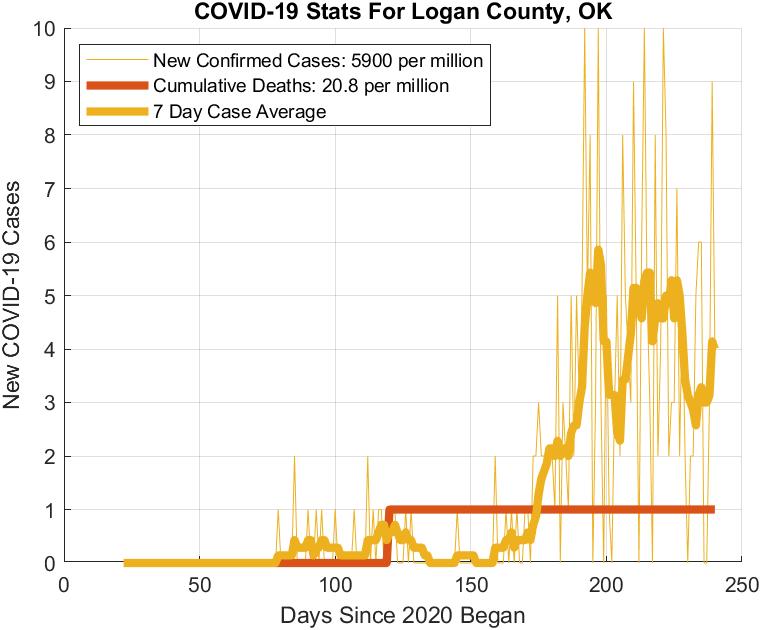 COVID-19 Stats For Logan County, OK
New Confirmed Cases: 5900 per million
Cumulative Deaths: 20.8 per million
7 Day Case Average
New COVID-19 Cases
10
9
8
7
6
5
4
3
2
1
0
0 50 100 150 200 250
Days Since 2020 Began